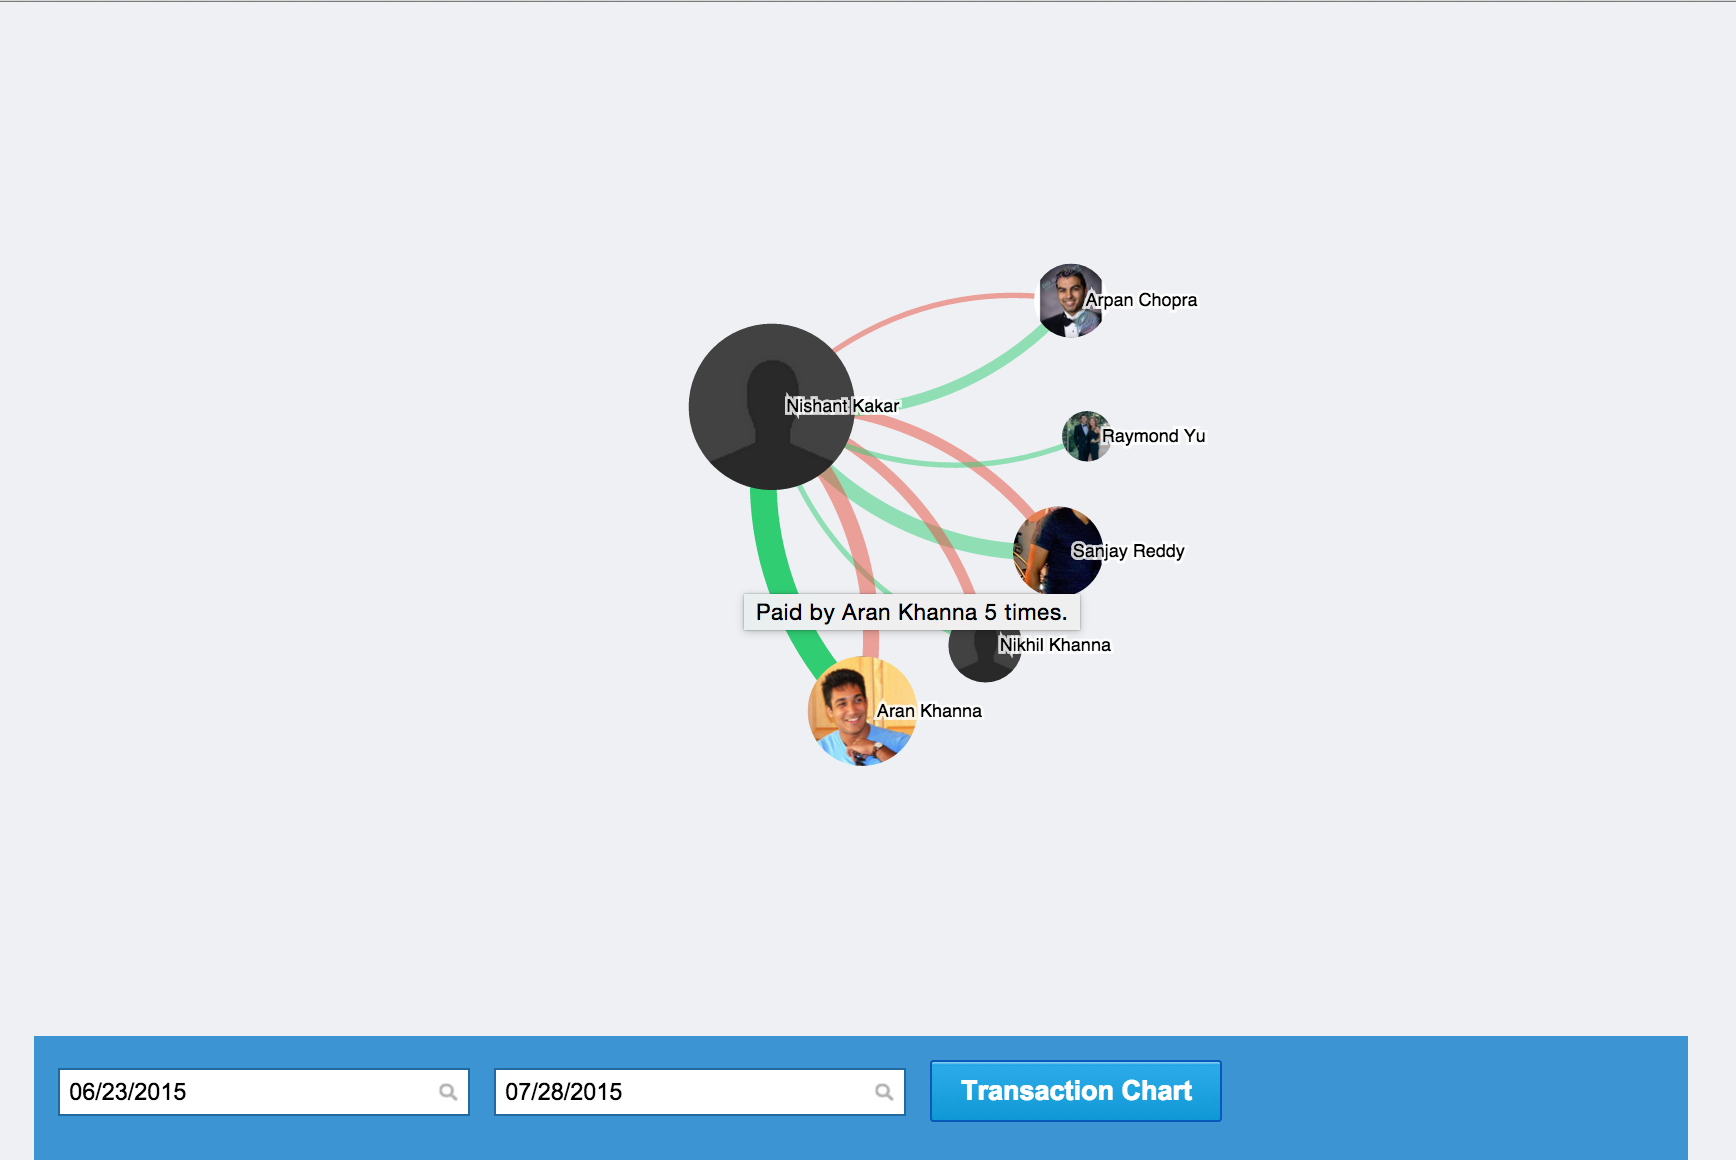 Arpan Chopra
Nishant Kakar
Raymond Yu
Sanjay Reddy
Paid by Aran Khanna 5 times.
Nikhil Khanna
Aran Khanna
06/23/2015
07/28/2015
Transaction Chart